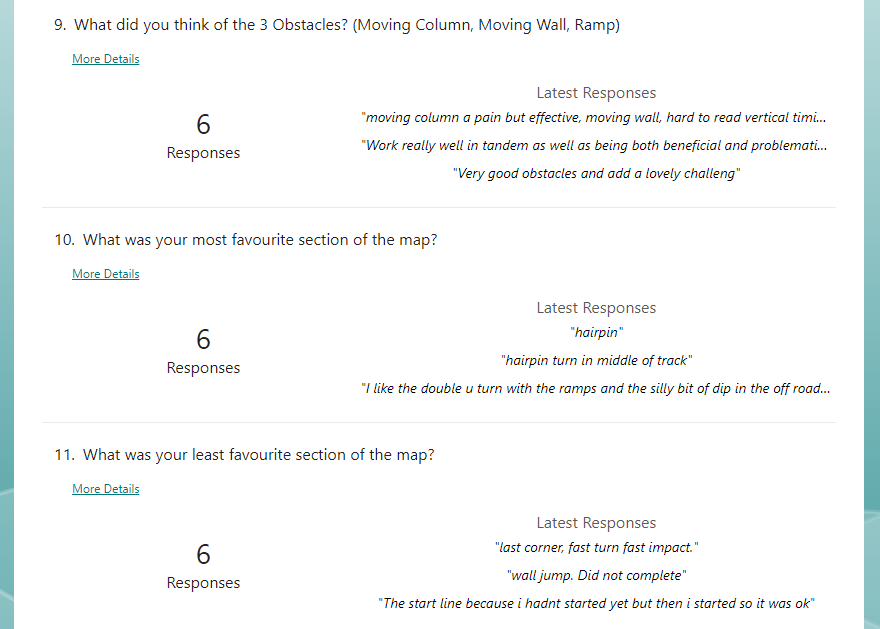 9. What did you think of the 3 Obstacles? (Moving Column, Moving Wall, Ramp)
More Details
Latest Responses
6
Responses
"moving column a pain but effective, moving wall, hard to read vertical timi...
"Work really well in tandem as well as being both beneficial and problemati...
"Very good obstacles and add a lovely challeng"
10. What was your most favourite section of the map?
More Details
Latest Responses
6
Responses
"hairpin"
"hairpin turn in middle of track"
"I like the double u turn with the ramps and the silly bit of dip in the off road...
11. What was your least favourite section of the map?
More Details
Latest Responses
6
Responses
"last corner, fast turn fast impact."
"wall jump. Did not complete"
"The start line because i hadnt started yet but then i started so it was ok"